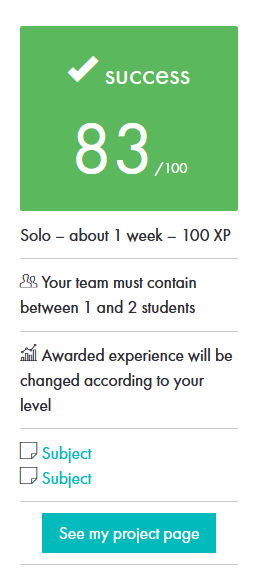 success
83 /100
Solo – about 1 week – 100 XP
Your team must contain
between 1 and 2 students
Awarded experience will be
changed according to your
level
Subject
Subject
See my project page